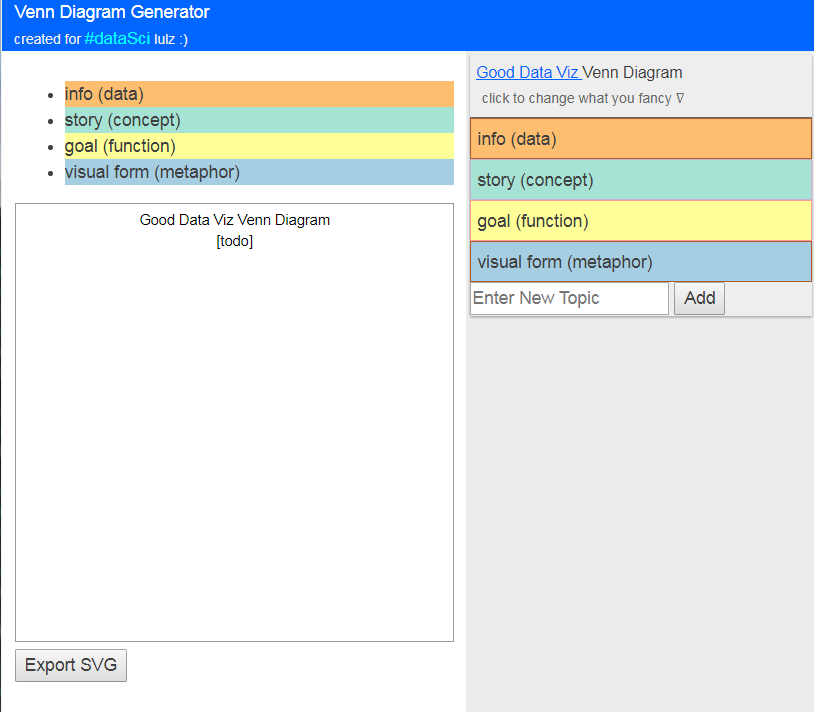 Venn Diagram Generator
created for #dataSci lulz :)
info (data)
story (concept)
goal (function)
visual form (metaphor)
Good Data Viz Venn Diagram
[todo]
Export SVG
Good Data Viz Venn Diagram
click to change what you fancy ∇
info (data)
story (concept)
goal (function)
visual form (metaphor)
Enter New Topic Add